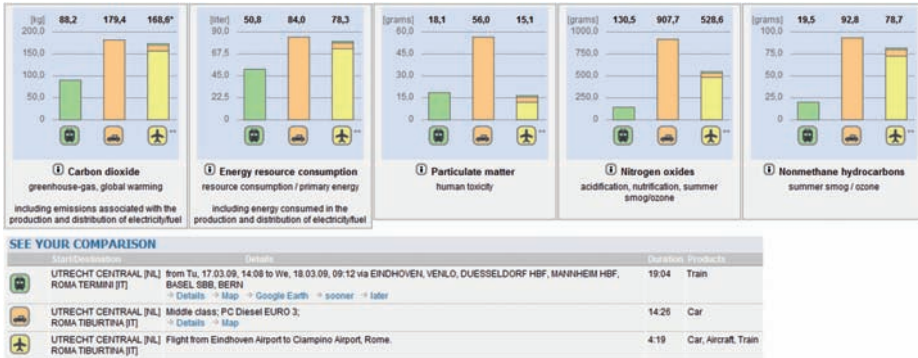 [kg] 88,2 179,4 168,6*
200,0
150,0
100,0
50,0
0
**
Carbon dioxide
greenhouse-gas, global warming
including emissions associated with the
production and distribution of electricity/fuel
[liter] 50,8 84,0 78,3
90,0
67,5
45,0
22,5
0
**
Energy resource consumption
resource consumption / primary energy
including energy consumed in the
production and distribution of electricity/fuel
[grams] 18,1 56,0 15,1
60,0
45,0
30,0
15,0
0
**
Particulate matter
human toxicity
[grams] 130,5 907,7 528,6
1000,0
750,0
500,0
250,0
0
**
Nitrogen oxides
acidification, nutrification, summer
smog/ozone
[grams] 19,5 92,8 78,7
100,0
75,0
50,0
25,0
0
**
Nonmethane hydrocarbons
summer smog / ozone
SEE YOUR COMPARISON
Start/Destination Details Duration Products
UTRECHT CENTRAAL [NL] from Tu, 17.03.09, 14:08 to We, 18.03.09, 09:12 via EINDHOVEN, VENLO, DUESSELDORF HBF, MANNHEIM HBF, 19:04 Train
ROMA TERMINI [IT] BASEL SBB, BERN
Details Map Google Earth sooner later
UTRECHT CENTRAAL [NL] Middle class; PC Diesel EURO 3; 14:26 Car
ROMA TIBURTINA [IT] Details Map
UTRECHT CENTRAAL [NL] Flight from Eindhoven Airport to Ciampino Airport, Rome. 4:19 Car, Aircraft, Train
ROMA TIBURTINA [IT]